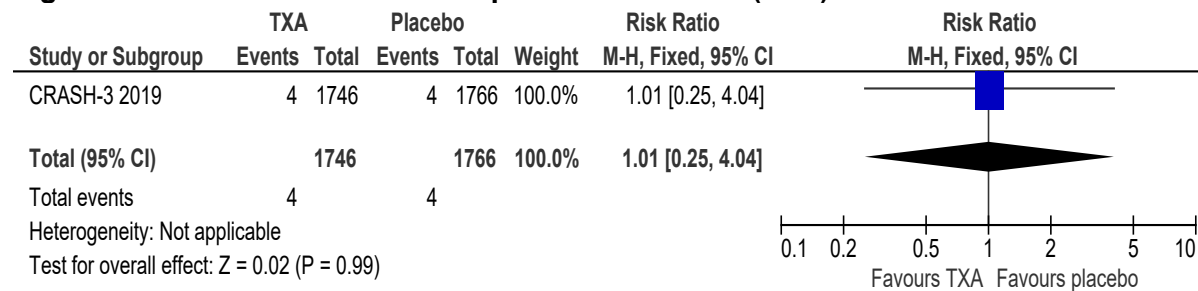 TXA Placebo Risk Ratio Risk Ratio
Study or Subgroup Events Total Events Total Weight M-H, Fixed, 95% CI M-H, Fixed, 95% CI
CRASH-3 2019 4 1746 4 1766 100.0% 1.01 [0.25, 4.04]
Total (95% CI) 1746 1766 100.0% 1.01 [0.25, 4.04]
Total events 4 4
Heterogeneity: Not applicable
Test for overall effect: Z = 0.02 (P = 0.99)
0.1 0.2 0.5 1 2 5 10
Favours TXA Favours placebo